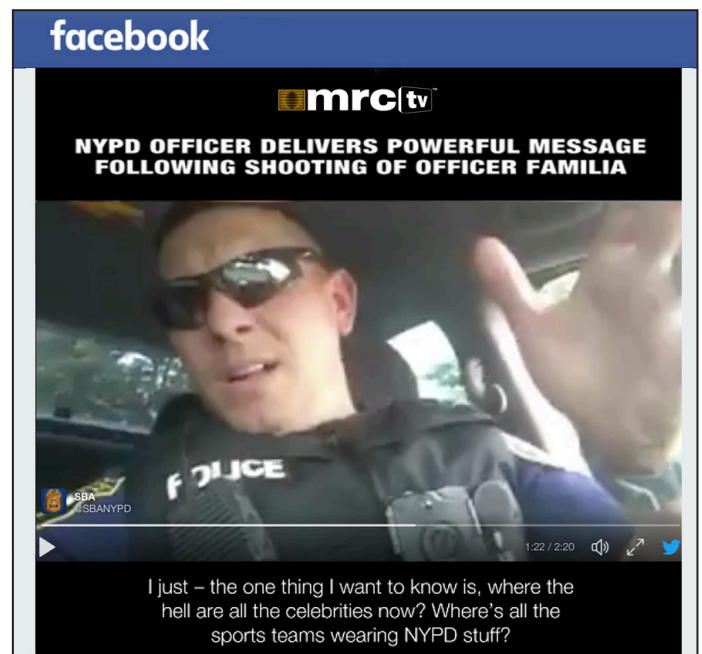 facebook
mrc tv
NYPD OFFICER DELIVERS POWERFUL MESSAGE
FOLLOWING SHOOTING OF OFFICER FAMILIA
POLICE
SBA
@SBANYPD
1:22 / 2:20
I just – the one thing I want to know is, where the
hell are all the celebrities now? Where's all the
sports teams wearing NYPD stuff?